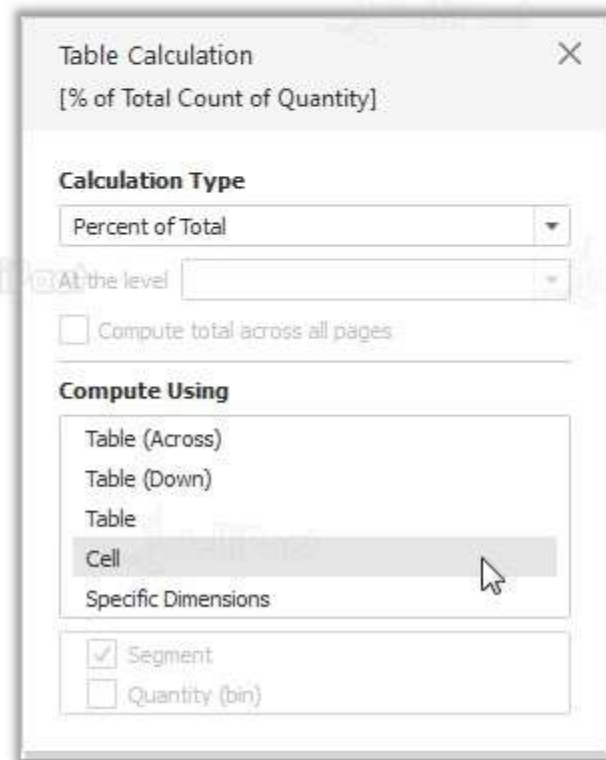 Table Calculation
[% of Total Count of Quantity]
Calculation Type
Percent of Total
At the level
Compute total across all pages
Compute Using
Table (Across)
Table (Down)
Table
Cell
Specific Dimensions
Segment
Quantity (bin)